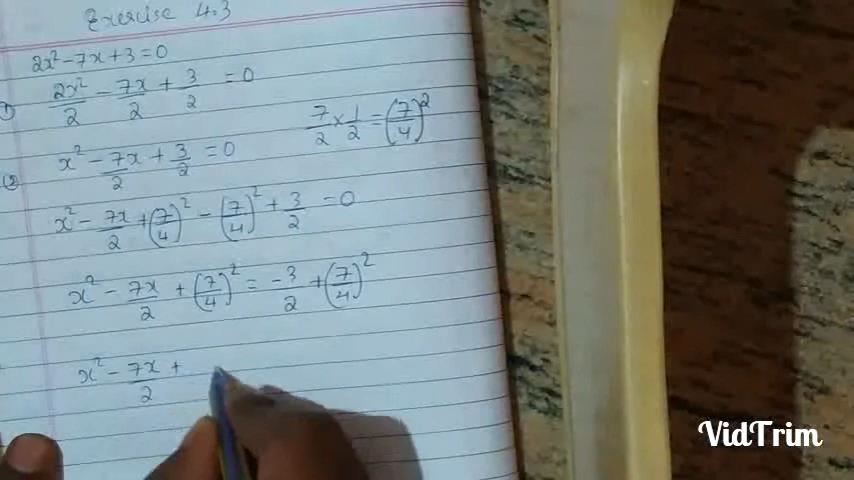 Exercise 4.3
2x² - 7x + 3 = 0
① 2x²/2 - 7x/2 + 3/2 = 0
7/2 × 1/2 = (7/4)²
② x² - 7x/2 + 3/2 = 0
x² - 7x/2 + (7/4)² - (7/4)² + 3/2 = 0
x² - 7x/2 + (7/4)² = -3/2 + (7/4)²
x² - 7x/2 +
VidTrim